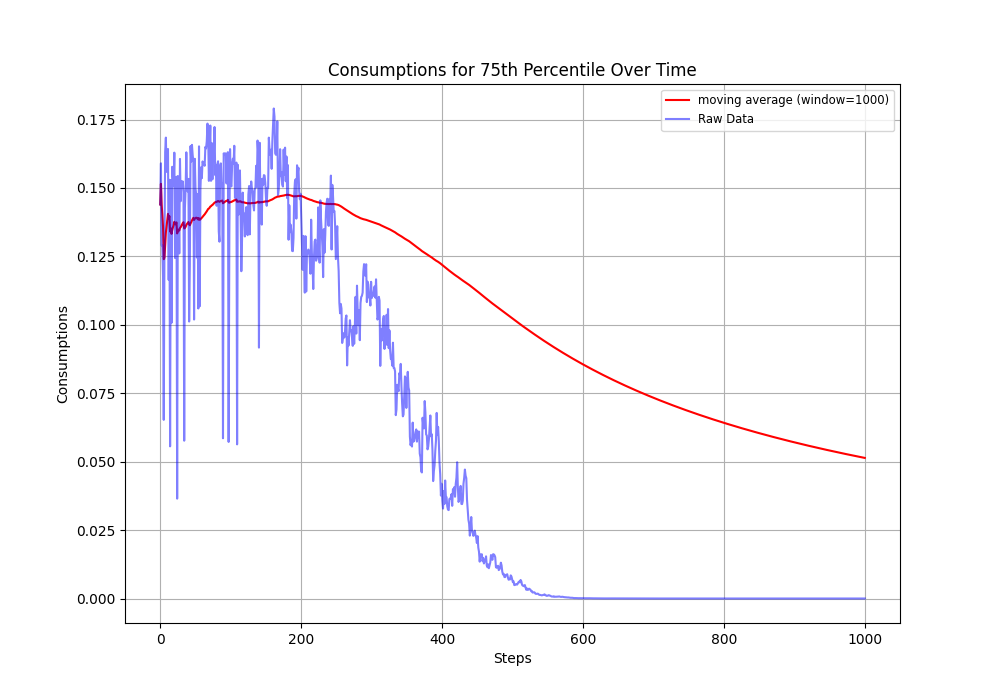 Consumptions for 75th Percentile Over Time
moving average (window=1000)
Raw Data
Consumptions
0.175
0.150
0.125
0.100
0.075
0.050
0.025
0.000
0
200
400
600
800
1000
Steps